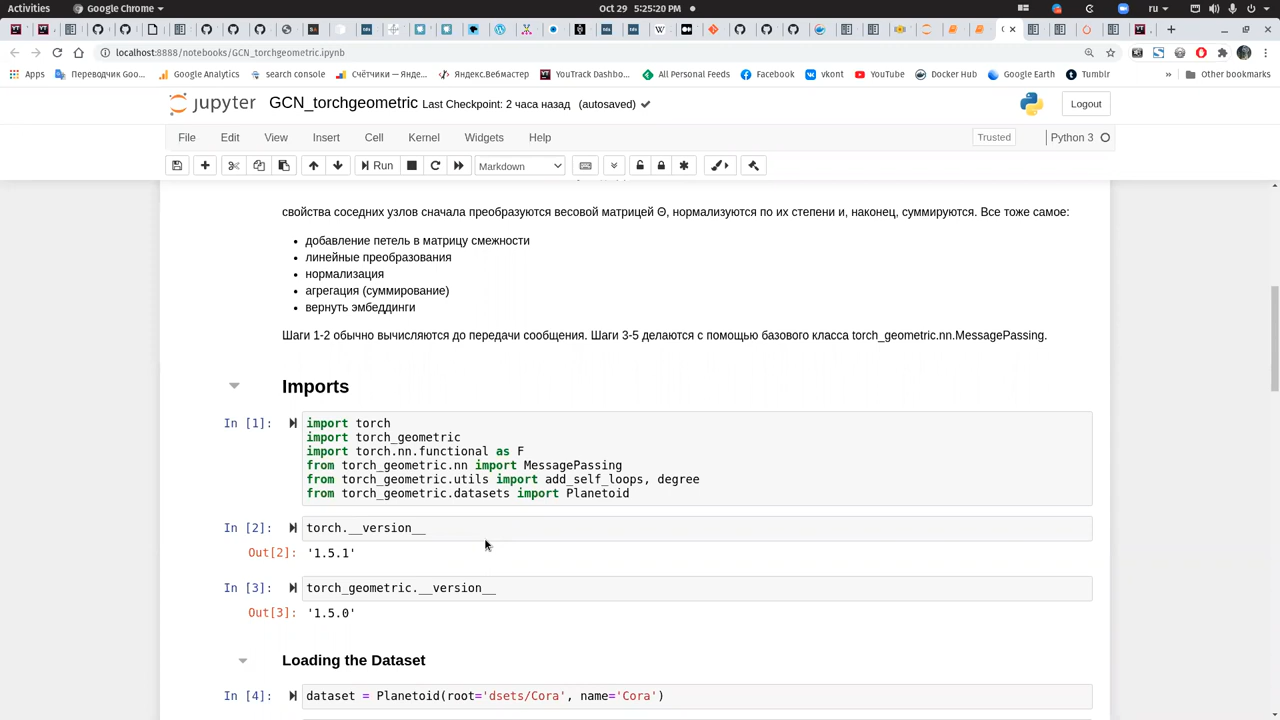 Activities Google Chrome Oct 29 5:25:20 PM ru
localhost:8888/notebooks/GCN_torchgeometric.ipynb
Apps Переводчик Goo... Google Analytics search console Счётчики — Янде... Яндекс.Вебмастер YouTrack Dashbo... All Personal Feeds Facebook vkont YouTube Docker Hub Google Earth Tumblr » Other bookmarks
jupyter GCN_torchgeometric Last Checkpoint: 2 часа назад (autosaved) Logout
File Edit View Insert Cell Kernel Widgets Help Trusted Python 3
Run Markdown
свойства соседних узлов сначала преобразуются весовой матрицей Θ, нормализуются по их степени и, наконец, суммируются. Все тоже самое:
• добавление петель в матрицу смежности
• линейные преобразования
• нормализация
• агрегация (суммирование)
• вернуть эмбеддинги
Шаги 1-2 обычно вычисляются до передачи сообщения. Шаги 3-5 делаются с помощью базового класса torch_geometric.nn.MessagePassing.
Imports
In [1]: import torch
import torch_geometric
import torch.nn.functional as F
from torch_geometric.nn import MessagePassing
from torch_geometric.utils import add_self_loops, degree
from torch_geometric.datasets import Planetoid
In [2]: torch.__version__
Out[2]: '1.5.1'
In [3]: torch_geometric.__version__
Out[3]: '1.5.0'
Loading the Dataset
In [4]: dataset = Planetoid(root='dsets/Cora', name='Cora')